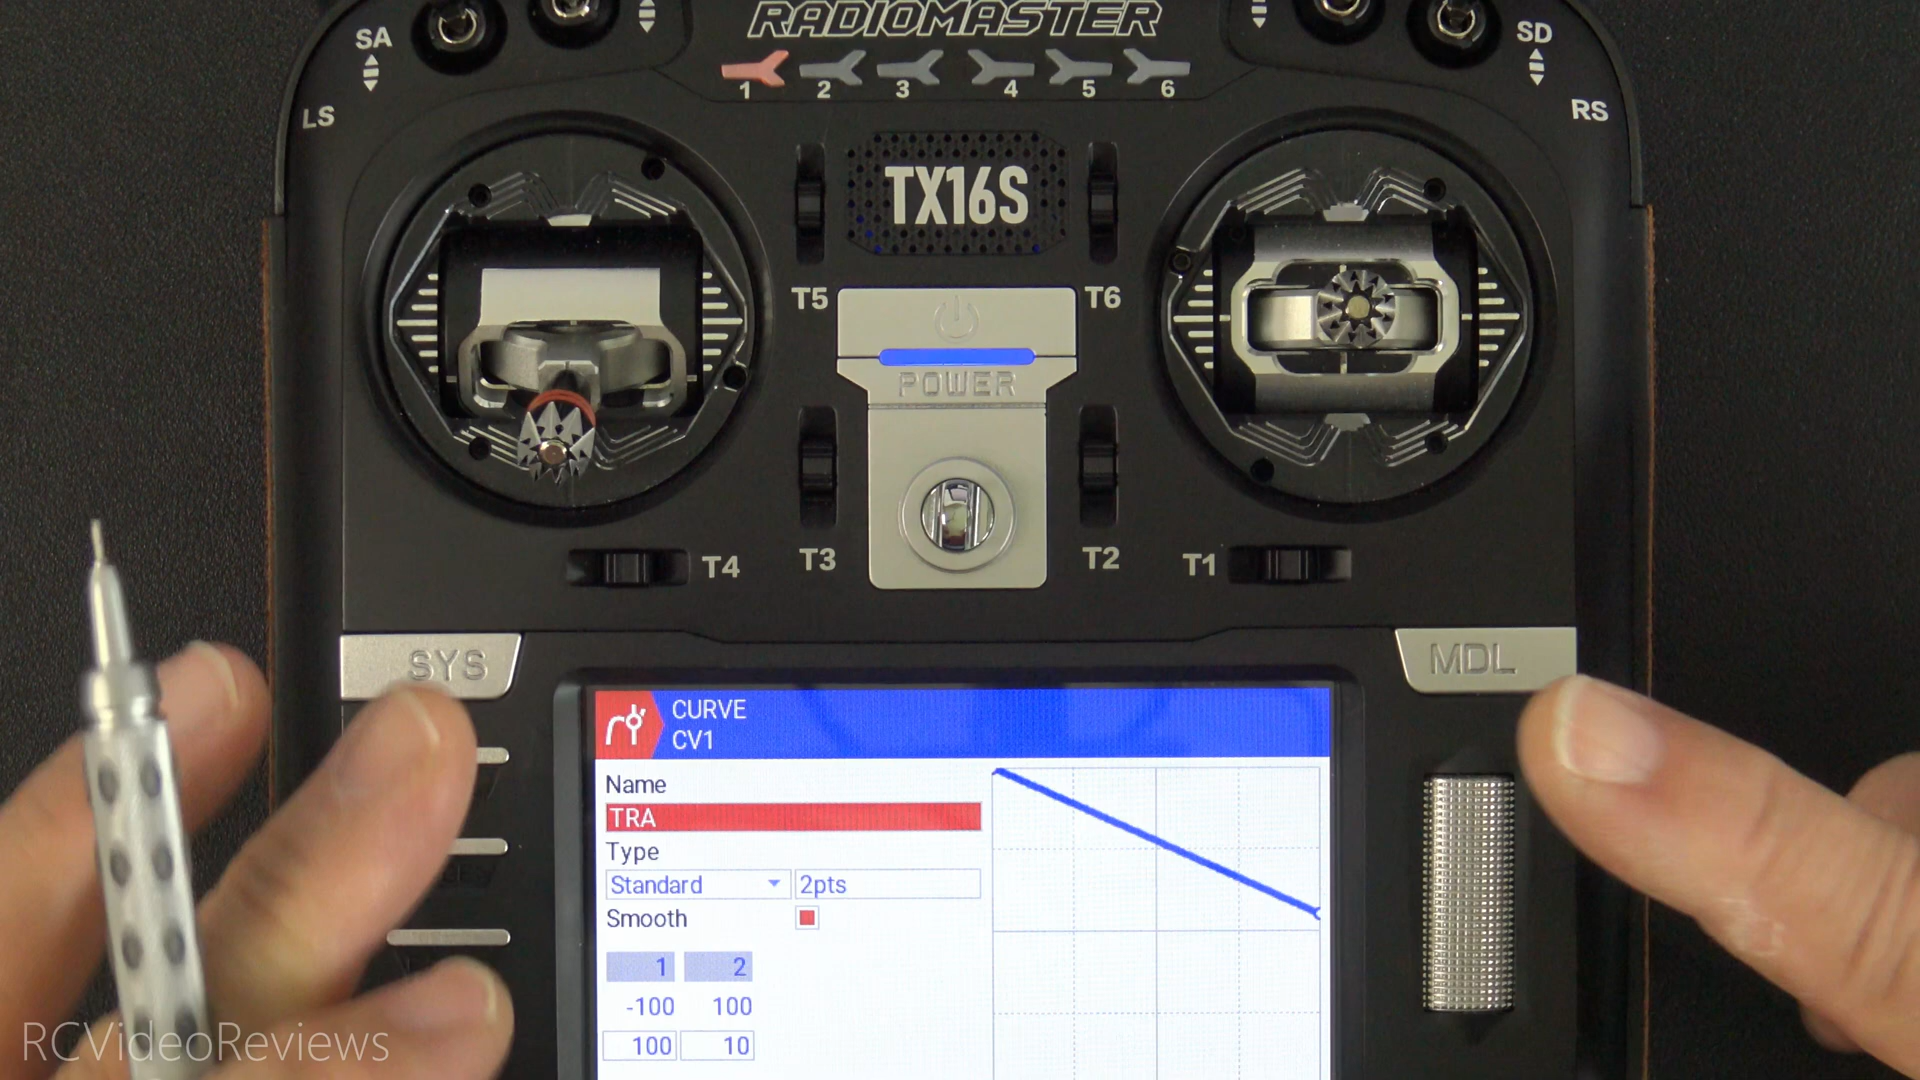 RADIOMASTER
SA
SD
1 2 3 4 5 6
LS
RS
TX16S
T5
T6
POWER
T4
T3
T2
T1
SYS
MDL
CURVE
CV1
Name
TRA
Type
Standard
2pts
Smooth
1 2
-100 100
100 10
RCVideoReviews